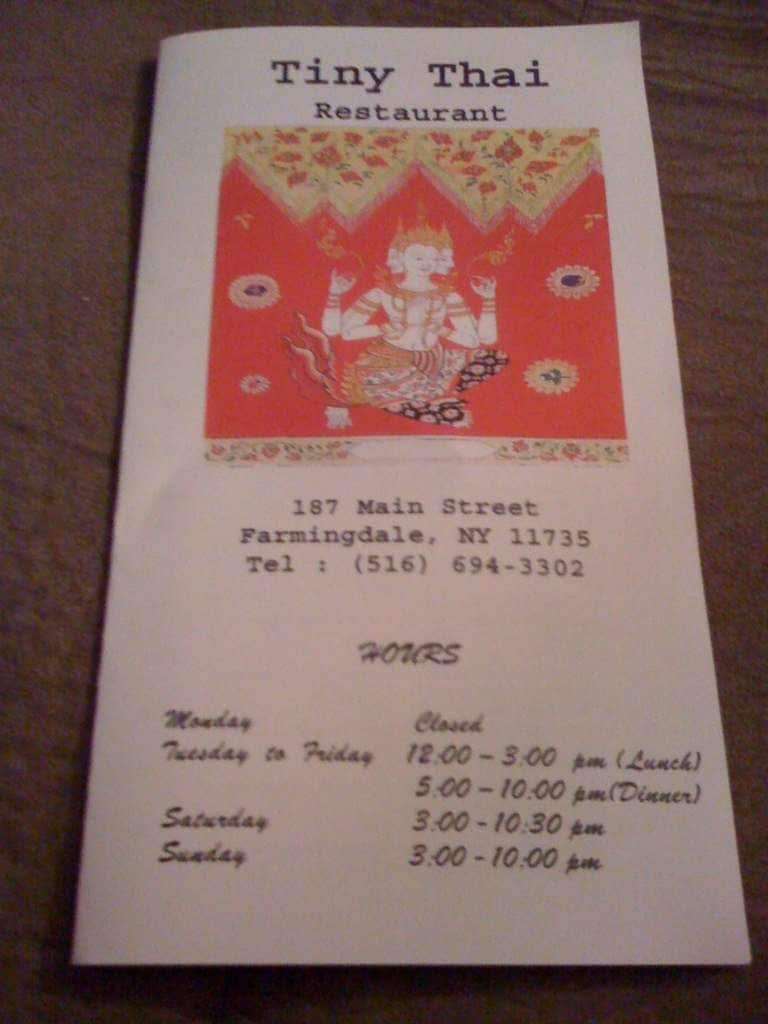 Tiny Thai
Restaurant
187 Main Street
Farmingdale, NY 11735
Tel : (516) 694-3302
HOURS
Monday Closed
Tuesday to Friday 12:00 - 3:00 pm (Lunch)
5:00 - 10:00 pm(Dinner)
Saturday 3:00 - 10:30 pm
Sunday 3:00 - 10:00 pm